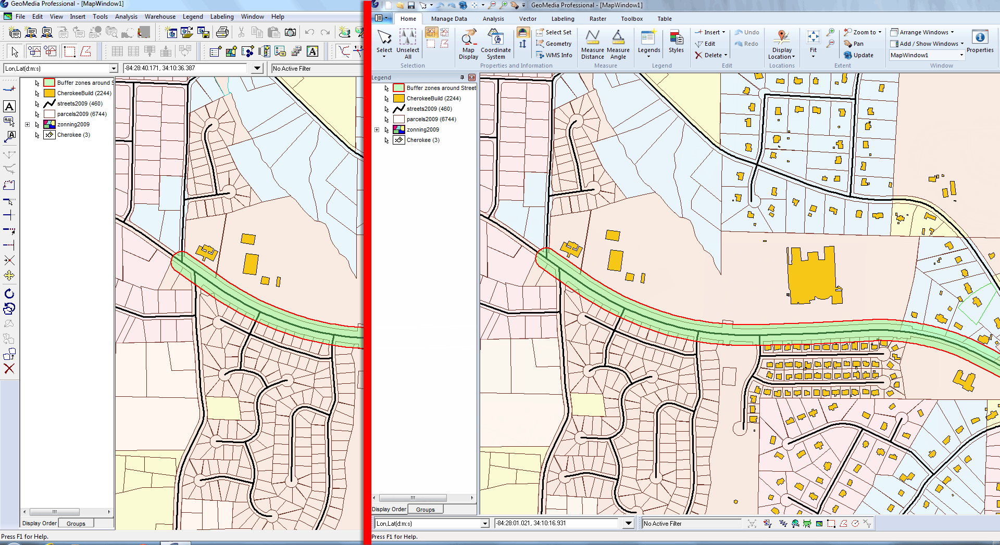 GeoMedia Professional - [MapWindow1]
File Edit View Insert Tools Analysis Warehouse Legend Labeling Window Help
Lon,Lat(d:m:s) -84:28:40.171, 34:10:36.387 No Active Filter
Buffer zones around S
CherokeeBuild (2244)
streets2009 (460)
parcels2009 (6744)
zonning2009
Cherokee (3)
Display Order Groups
Press F1 for Help.
GeoMedia Professional - [MapWindow1]
Home Manage Data Analysis Vector Labeling Raster Toolbox Table
Select
Unselect All
Selection
Map Display
Coordinate System
Select Set
Geometry
WMS Info
Properties and Information
Measure Distance
Measure Angle
Measure
Legends
Styles
Legend
Insert
Edit
Delete
Undo
Redo
Edit
Display Location
Locations
Fit
Zoom to
Pan
Update
Extent
Arrange Windows
Add / Show Windows
MapWindow1
Properties
Window
Legend
Buffer zones around Street
CherokeeBuild (2244)
streets2009 (460)
parcels2009 (6744)
zonning2009
Cherokee (3)
Display Order Groups
Lon,Lat(d:m:s) -84:28:01.021, 34:10:16.931 No Active Filter
Press F1 for Help.